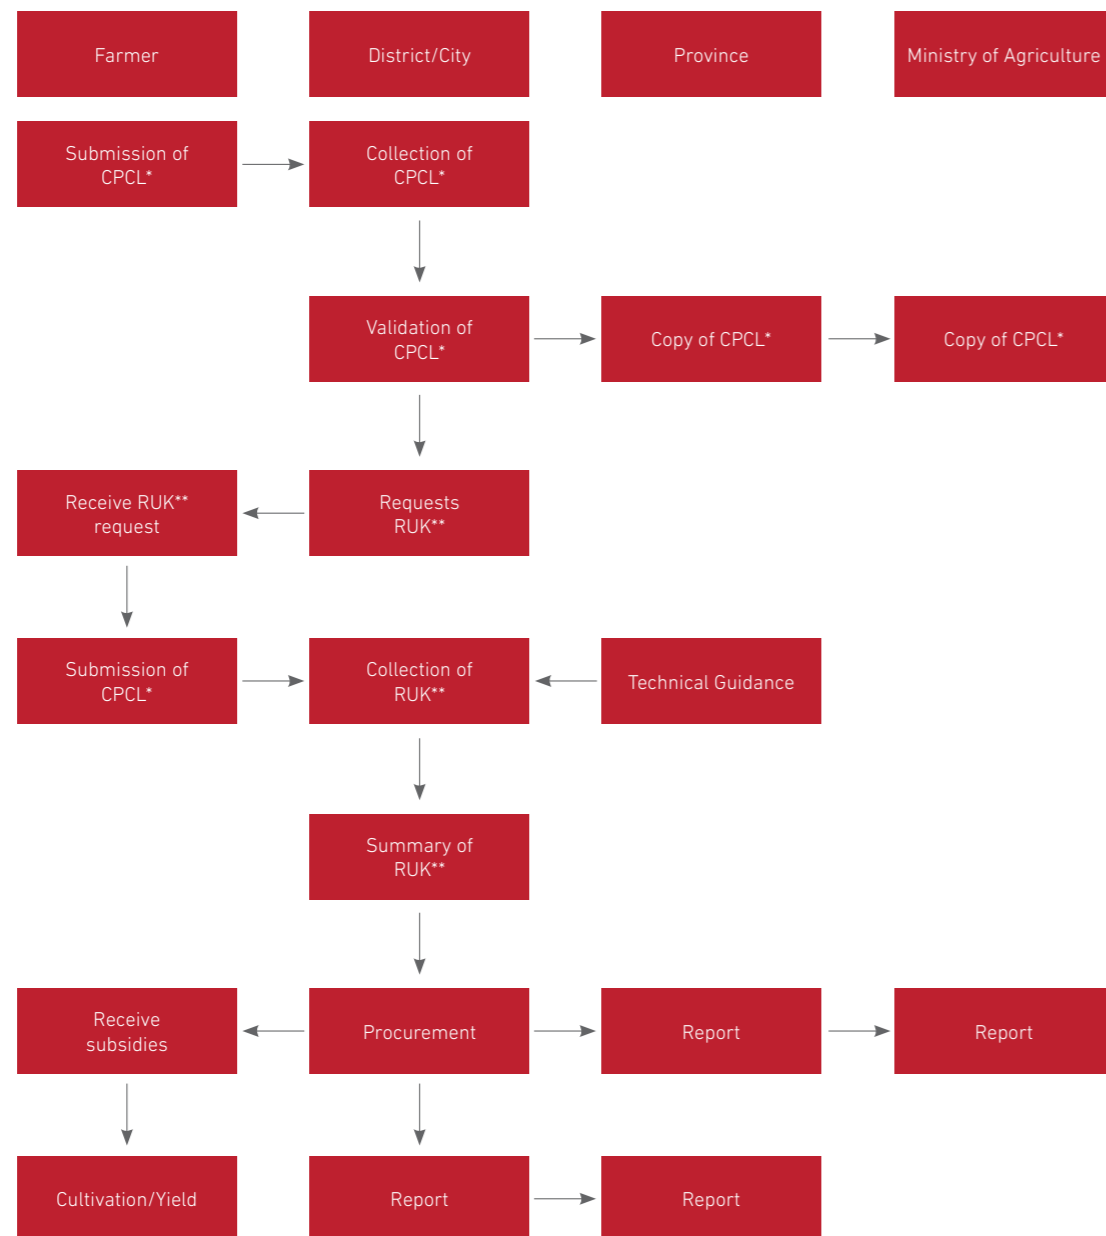 Farmer
District/City
Province
Ministry of Agriculture
Submission of
CPCL*
Collection of
CPCL*
Validation of
CPCL*
Copy of CPCL*
Copy of CPCL*
Receive RUK**
request
Requests
RUK**
Submission of
CPCL*
Collection of
RUK**
Technical Guidance
Summary of
RUK**
Receive
subsidies
Procurement
Report
Report
Cultivation/Yield
Report
Report